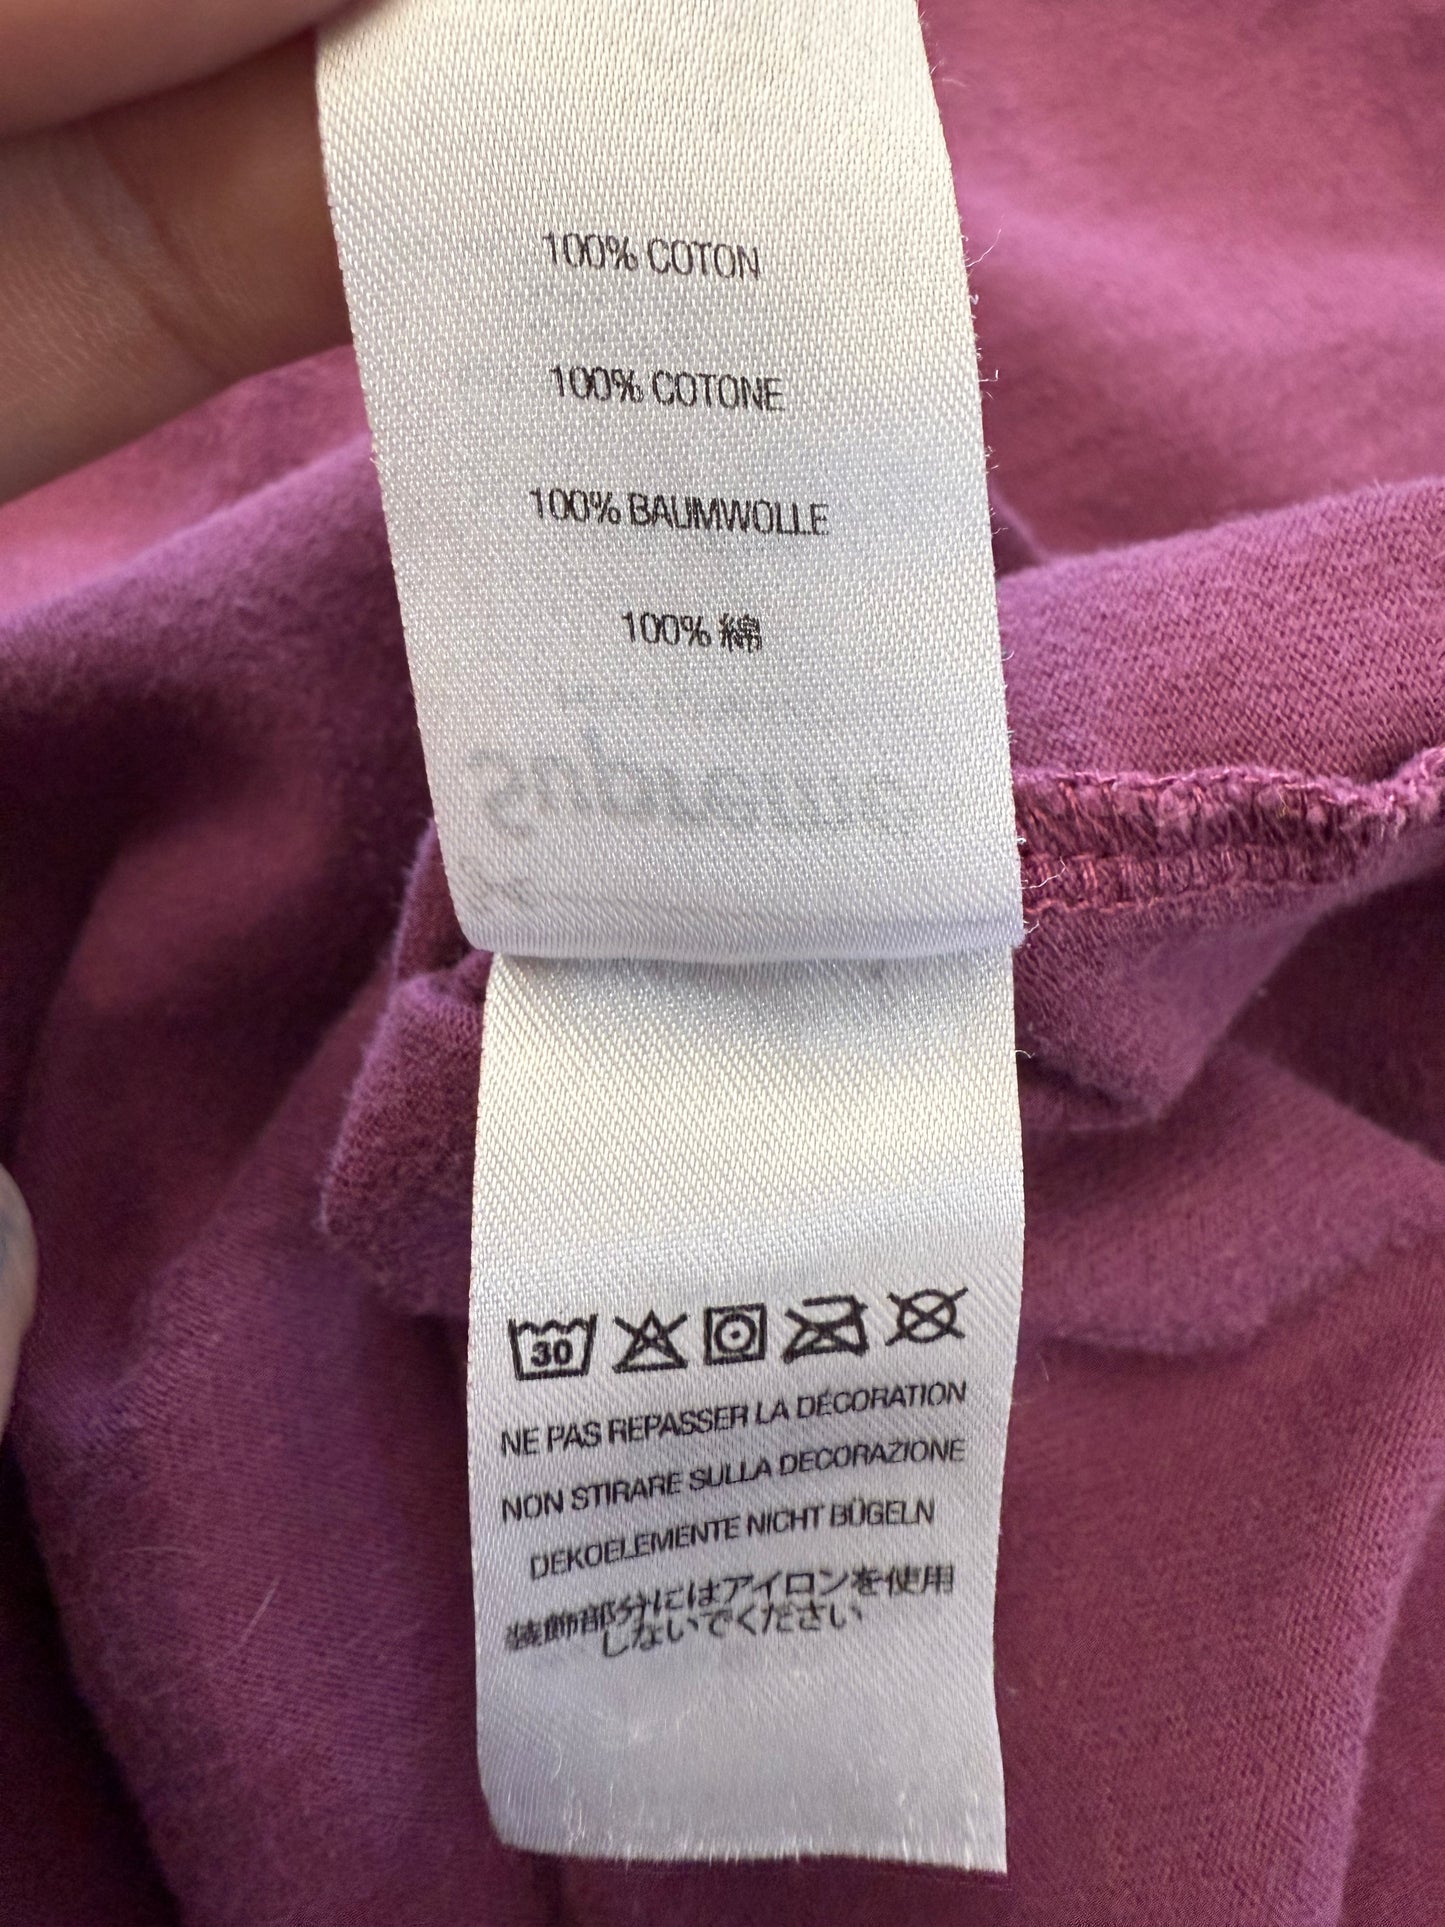 100% COTON
100% COTONE
100% BAUMWOLLE
100% 綿
30
NE PAS REPASSER LA DÉCORATION
NON STIRARE SULLA DECORAZIONE
DEKOELEMENTE NICHT BÜGELN
装飾部分にはアイロンを使用
しないでください